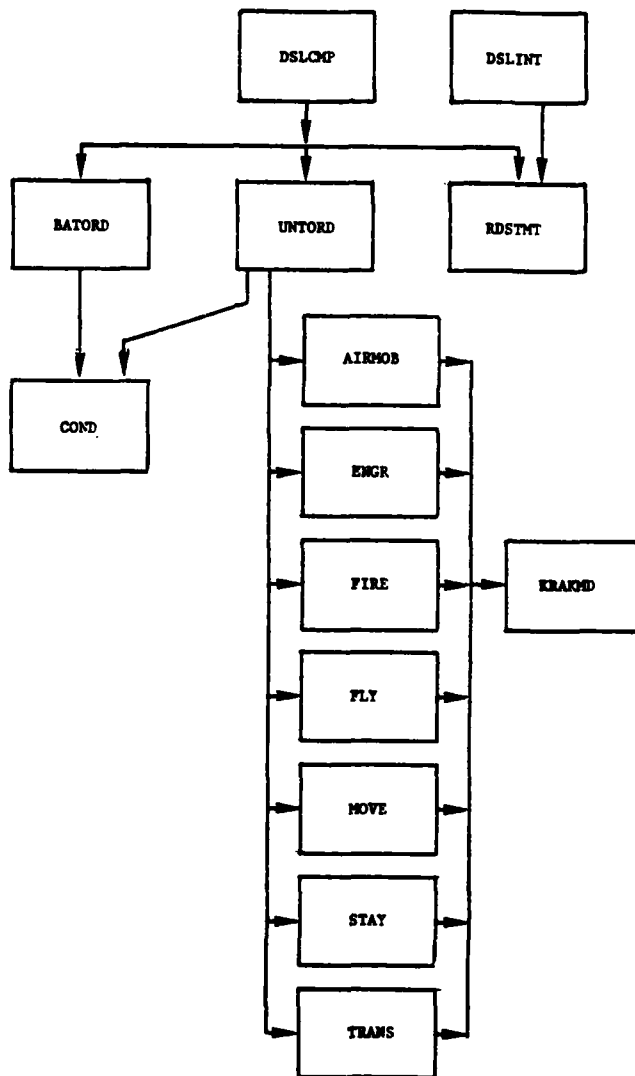 DSLCMP
DSLINT
BATORD
UNTORD
RDSTMT
AIRMOB
COND
ENGR
FIRE
KRAKMD
FLY
MOVE
STAY
TRANS